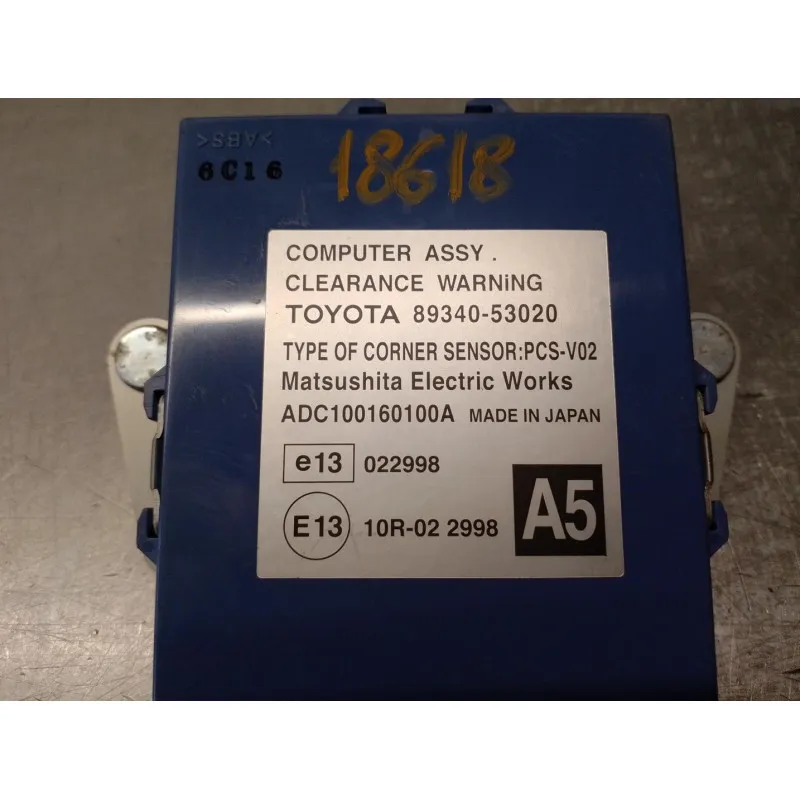 >ABS<
6C16
18618
COMPUTER ASSY.
CLEARANCE WARNiNG
TOYOTA 89340-53020
TYPE OF CORNER SENSOR:PCS-V02
Matsushita Electric Works
ADC100160100A MADE IN JAPAN
e13 022998
E13 10R-02 2998
A5